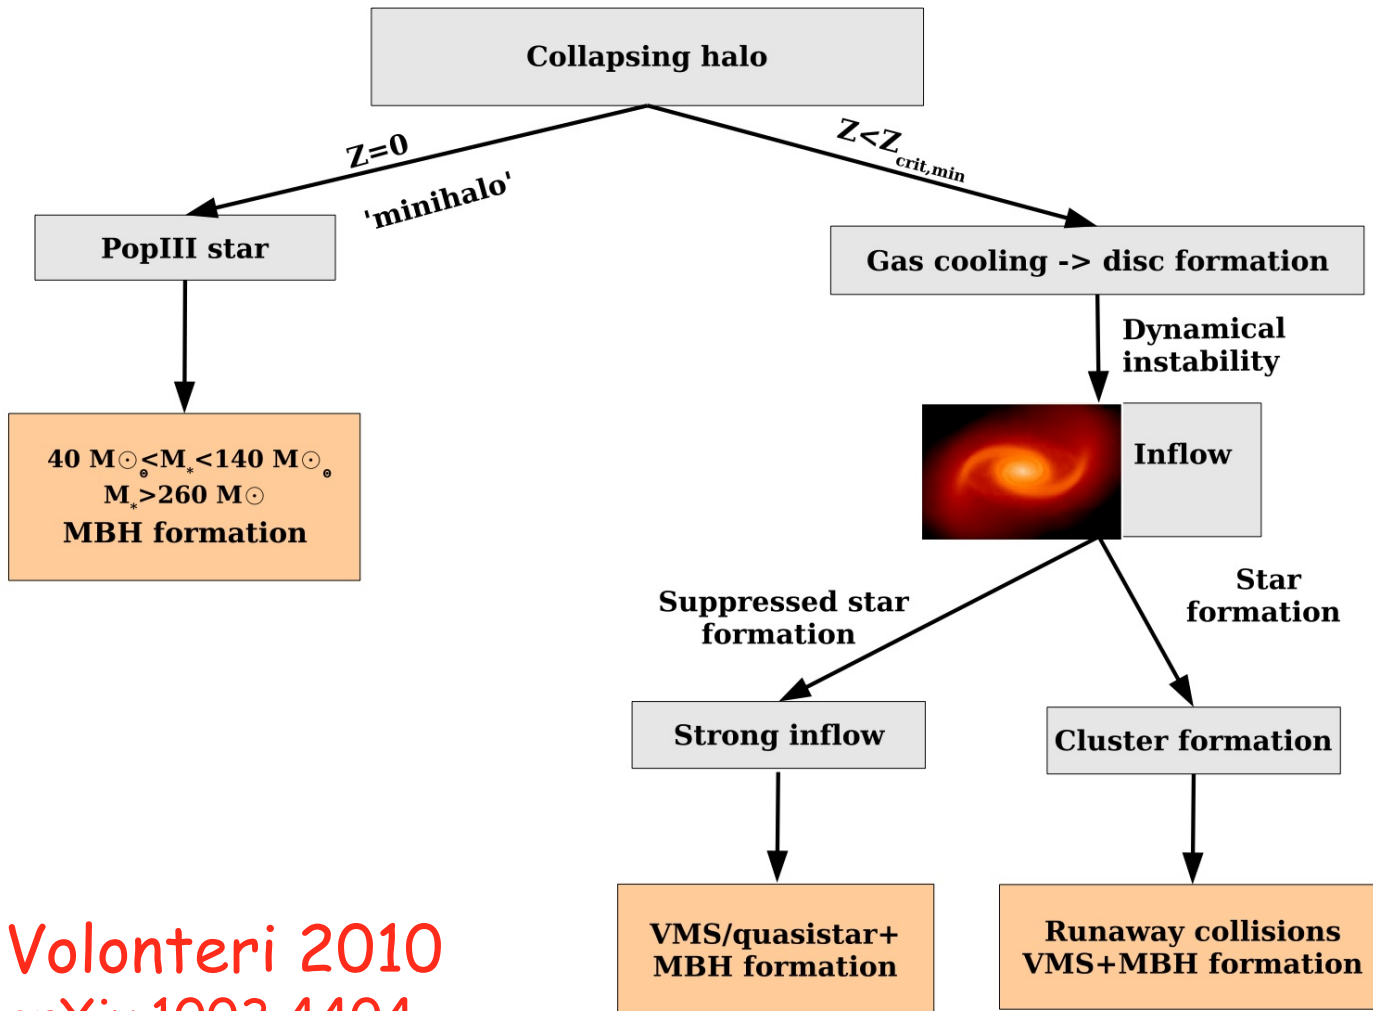 Collapsing halo
Z=0
'minihalo'
Z<Z crit,min
PopIII star
Gas cooling -> disc formation
Dynamical
instability
40 M☉<M*<140 M☉
M*>260 M☉
MBH formation
Inflow
Suppressed star
formation
Star
formation
Strong inflow
Cluster formation
VMS/quasistar+
MBH formation
Runaway collisions
VMS+MBH formation
Volonteri 2010